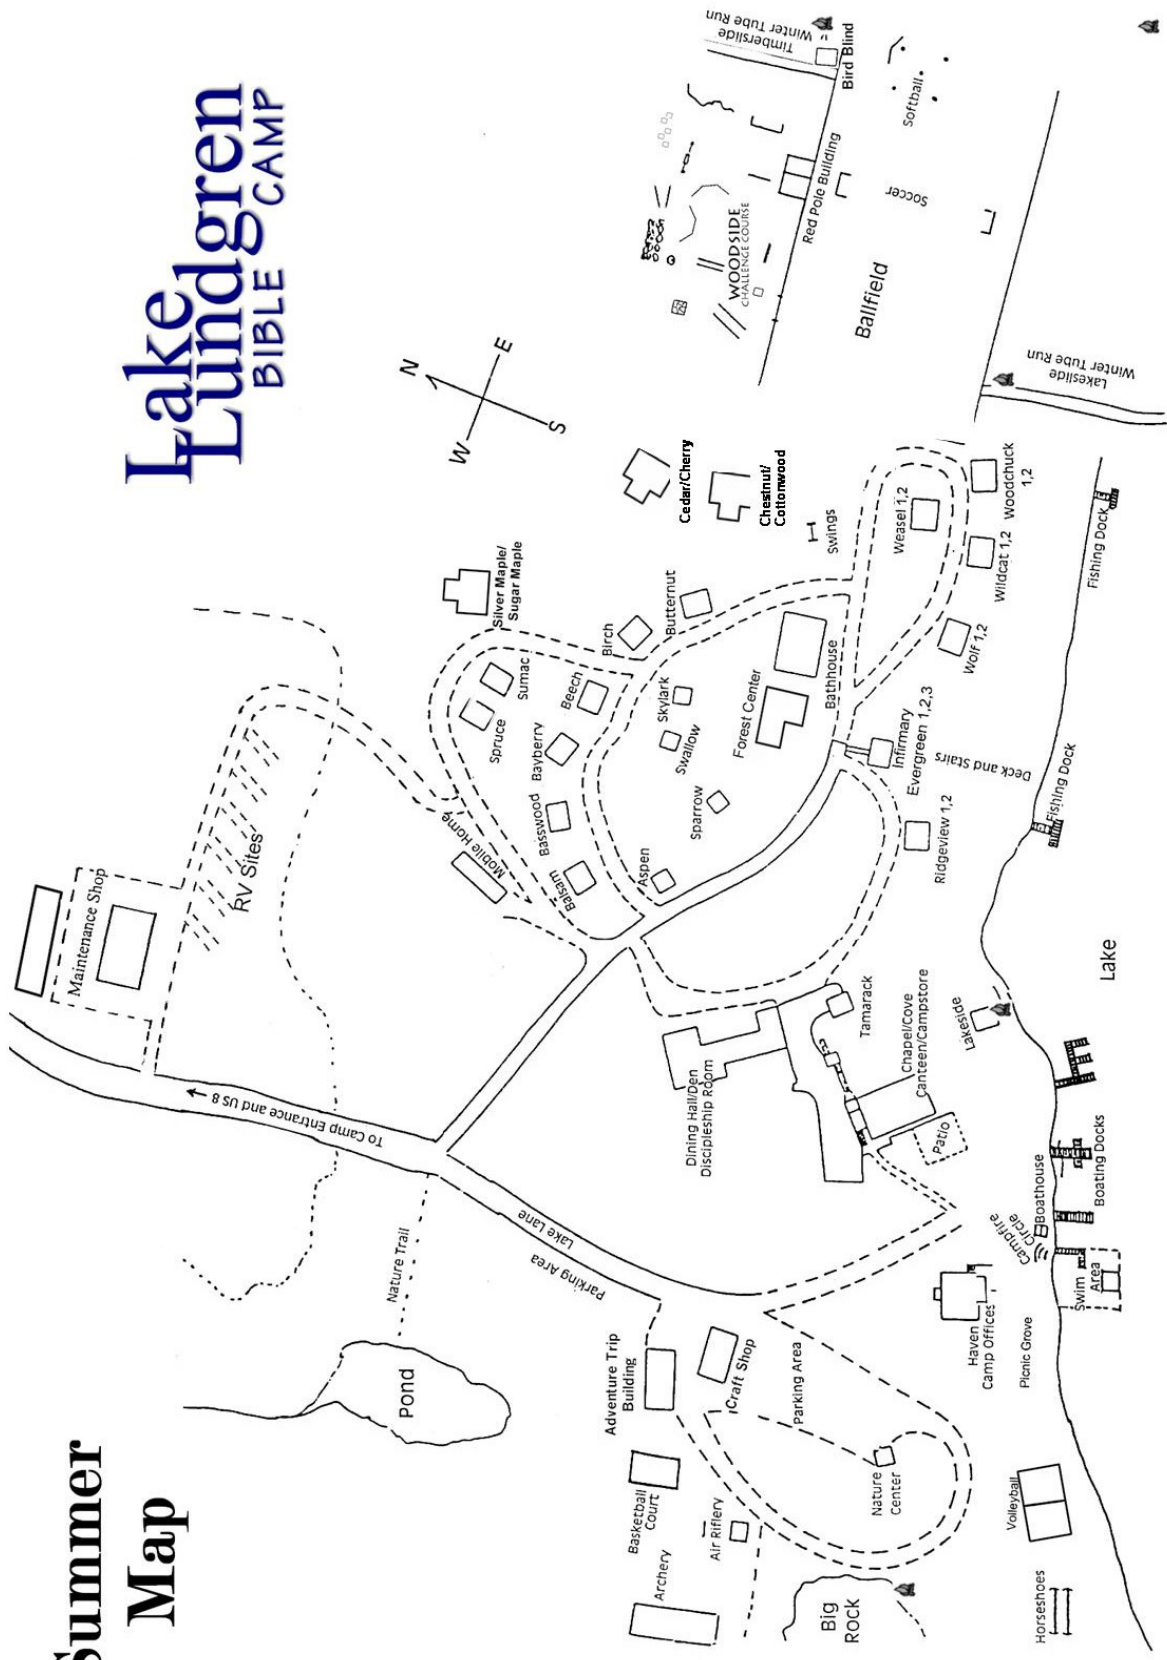 Summer
Map
Lake
Lundgren
BIBLE CAMP
N
W
E
S
Maintenance Shop
RV Sites
To Camp Entrance and US 8
Nature Trail
Pond
Lake Lane
Parking Area
Mobile Home
Silver Maple/
Sugar Maple
Sumac
Spruce
Beech
Bayberry
Basswood
Balsam
Birch
Butternut
Cedar/Cherry
Chestnut/
Cottonwood
Swings
Skylark
Swallow
Sparrow
Aspen
Forest Center
Bathhouse
WOODSIDE
CHALLENGE COURSE
Timberslide
Winter Tube Run
Bird Blind
Red Pole Building
Softball
Soccer
Ballfield
Lakeslide
Winter Tube Run
Weasel 1,2
Woodchuck
1,2
Wildcat 1,2
Wolf 1,2
Infirmary
Evergreen 1,2,3
Deck and Stairs
Ridgeview 1,2
Fishing Dock
Fishing Dock
Dining Hall/Den
Discipleship Room
Tamarack
Chapel/Cove
Canteen/Campstore
Patio
Lakeside
Lake
Adventure Trip
Building
Craft Shop
Parking Area
Basketball
Court
Air Riflery
Archery
Nature
Center
Big
Rock
Haven
Camp Offices
Picnic Grove
Campfire
Circle
Boathouse
Boating Docks
Swim
Area
Volleyball
Horseshoes